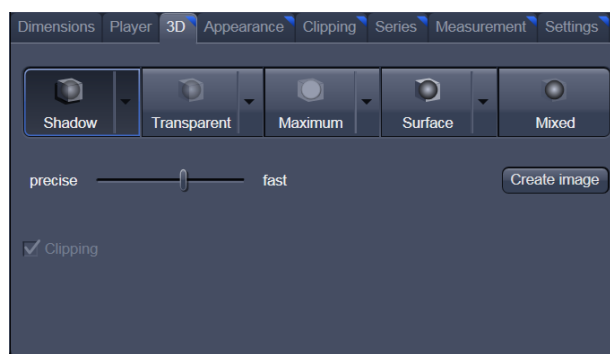 Dimensions Player 3D Appearance Clipping Series Measurement Settings
Shadow Transparent Maximum Surface Mixed
precise fast Create image
Clipping